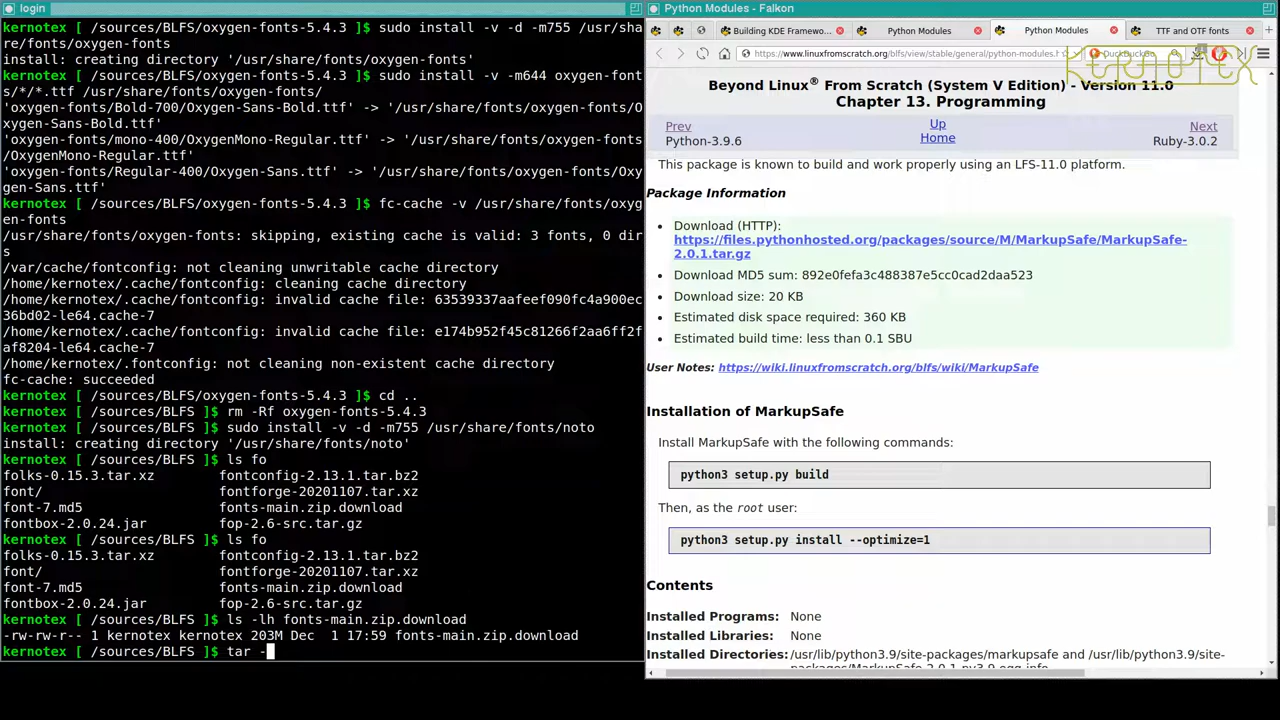 login
kernotex [ /sources/BLFS/oxygen-fonts-5.4.3 ]$ sudo install -v -d -m755 /usr/sha
re/fonts/oxygen-fonts
install: creating directory '/usr/share/fonts/oxygen-fonts'
kernotex [ /sources/BLFS/oxygen-fonts-5.4.3 ]$ sudo install -v -m644 oxygen-font
s/*/*.ttf /usr/share/fonts/oxygen-fonts/
'oxygen-fonts/Bold-700/Oxygen-Sans-Bold.ttf' -> '/usr/share/fonts/oxygen-fonts/O
xygen-Sans-Bold.ttf'
'oxygen-fonts/mono-400/OxygenMono-Regular.ttf' -> '/usr/share/fonts/oxygen-fonts
/OxygenMono-Regular.ttf'
'oxygen-fonts/Regular-400/Oxygen-Sans.ttf' -> '/usr/share/fonts/oxygen-fonts/Oxy
gen-Sans.ttf'
kernotex [ /sources/BLFS/oxygen-fonts-5.4.3 ]$ fc-cache -v /usr/share/fonts/oxyg
en-fonts
/usr/share/fonts/oxygen-fonts: skipping, existing cache is valid: 3 fonts, 0 dir
s
/var/cache/fontconfig: not cleaning unwritable cache directory
/home/kernotex/.cache/fontconfig: cleaning cache directory
/home/kernotex/.cache/fontconfig: invalid cache file: 63539337aafeef090fc4a900ec
36bd02-le64.cache-7
/home/kernotex/.cache/fontconfig: invalid cache file: e174b952f45c81266f2aa6ff2f
af8204-le64.cache-7
/home/kernotex/.fontconfig: not cleaning non-existent cache directory
fc-cache: succeeded
kernotex [ /sources/BLFS/oxygen-fonts-5.4.3 ]$ cd ..
kernotex [ /sources/BLFS ]$ rm -Rf oxygen-fonts-5.4.3
kernotex [ /sources/BLFS ]$ sudo install -v -d -m755 /usr/share/fonts/noto
install: creating directory '/usr/share/fonts/noto'
kernotex [ /sources/BLFS ]$ ls fo
folks-0.15.3.tar.xz fontconfig-2.13.1.tar.bz2
font/ fontforge-20201107.tar.xz
font-7.md5 fonts-main.zip.download
fontbox-2.0.24.jar fop-2.6-src.tar.gz
kernotex [ /sources/BLFS ]$ ls fo
folks-0.15.3.tar.xz fontconfig-2.13.1.tar.bz2
font/ fontforge-20201107.tar.xz
font-7.md5 fonts-main.zip.download
fontbox-2.0.24.jar fop-2.6-src.tar.gz
kernotex [ /sources/BLFS ]$ ls -lh fonts-main.zip.download
-rw-rw-r-- 1 kernotex kernotex 203M Dec 1 17:59 fonts-main.zip.download
kernotex [ /sources/BLFS ]$ tar -
Python Modules - Falkon
Building KDE Framewo... Python Modules Python Modules TTF and OTF fonts
https://www.linuxfromscratch.org/blfs/view/stable/general/python-modules.h DuckDuckGo
KERNOTEX
Beyond Linux® From Scratch (System V Edition) - Version 11.0
Chapter 13. Programming
Prev Up Next
Python-3.9.6 Home Ruby-3.0.2
This package is known to build and work properly using an LFS-11.0 platform.
Package Information
• Download (HTTP):
https://files.pythonhosted.org/packages/source/M/MarkupSafe/MarkupSafe-
2.0.1.tar.gz
• Download MD5 sum: 892e0fefa3c488387e5cc0cad2daa523
• Download size: 20 KB
• Estimated disk space required: 360 KB
• Estimated build time: less than 0.1 SBU
User Notes: https://wiki.linuxfromscratch.org/blfs/wiki/MarkupSafe
Installation of MarkupSafe
Install MarkupSafe with the following commands:
python3 setup.py build
Then, as the root user:
python3 setup.py install --optimize=1
Contents
Installed Programs: None
Installed Libraries: None
Installed Directories: /usr/lib/python3.9/site-packages/markupsafe and /usr/lib/python3.9/site-
packages/MarkupSafe-2.0.1-py3.9.egg-info